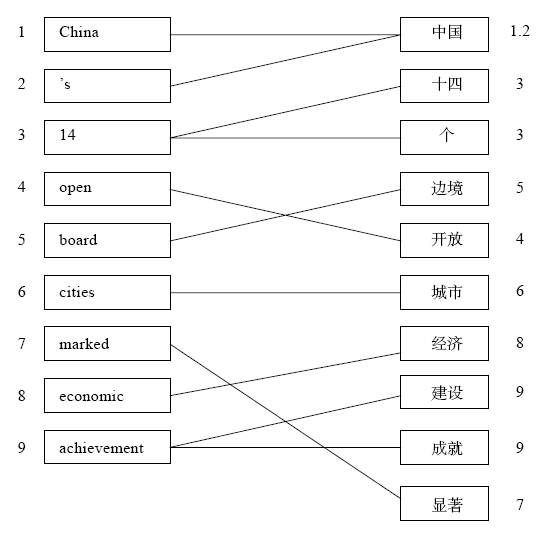 1 China 中国 1.2
2 ’s 十四 3
3 14 个 3
4 open 边境 5
5 board 开放 4
6 cities 城市 6
7 marked 经济 8
8 economic 建设 9
9 achievement 成就 9
显著 7